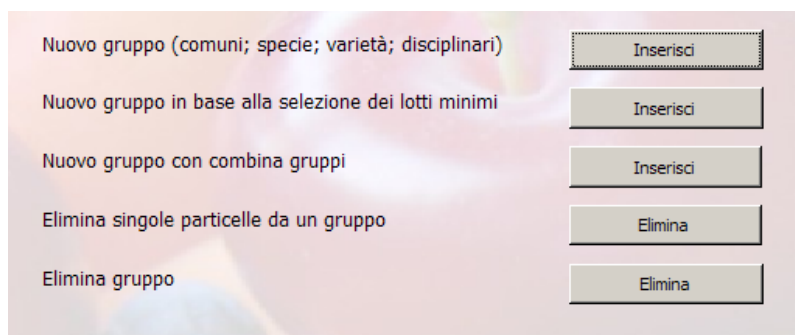 Nuovo gruppo (comuni; specie; varietà; disciplinari) Inserisci
Nuovo gruppo in base alla selezione dei lotti minimi Inserisci
Nuovo gruppo con combina gruppi Inserisci
Elimina singole particelle da un gruppo Elimina
Elimina gruppo Elimina